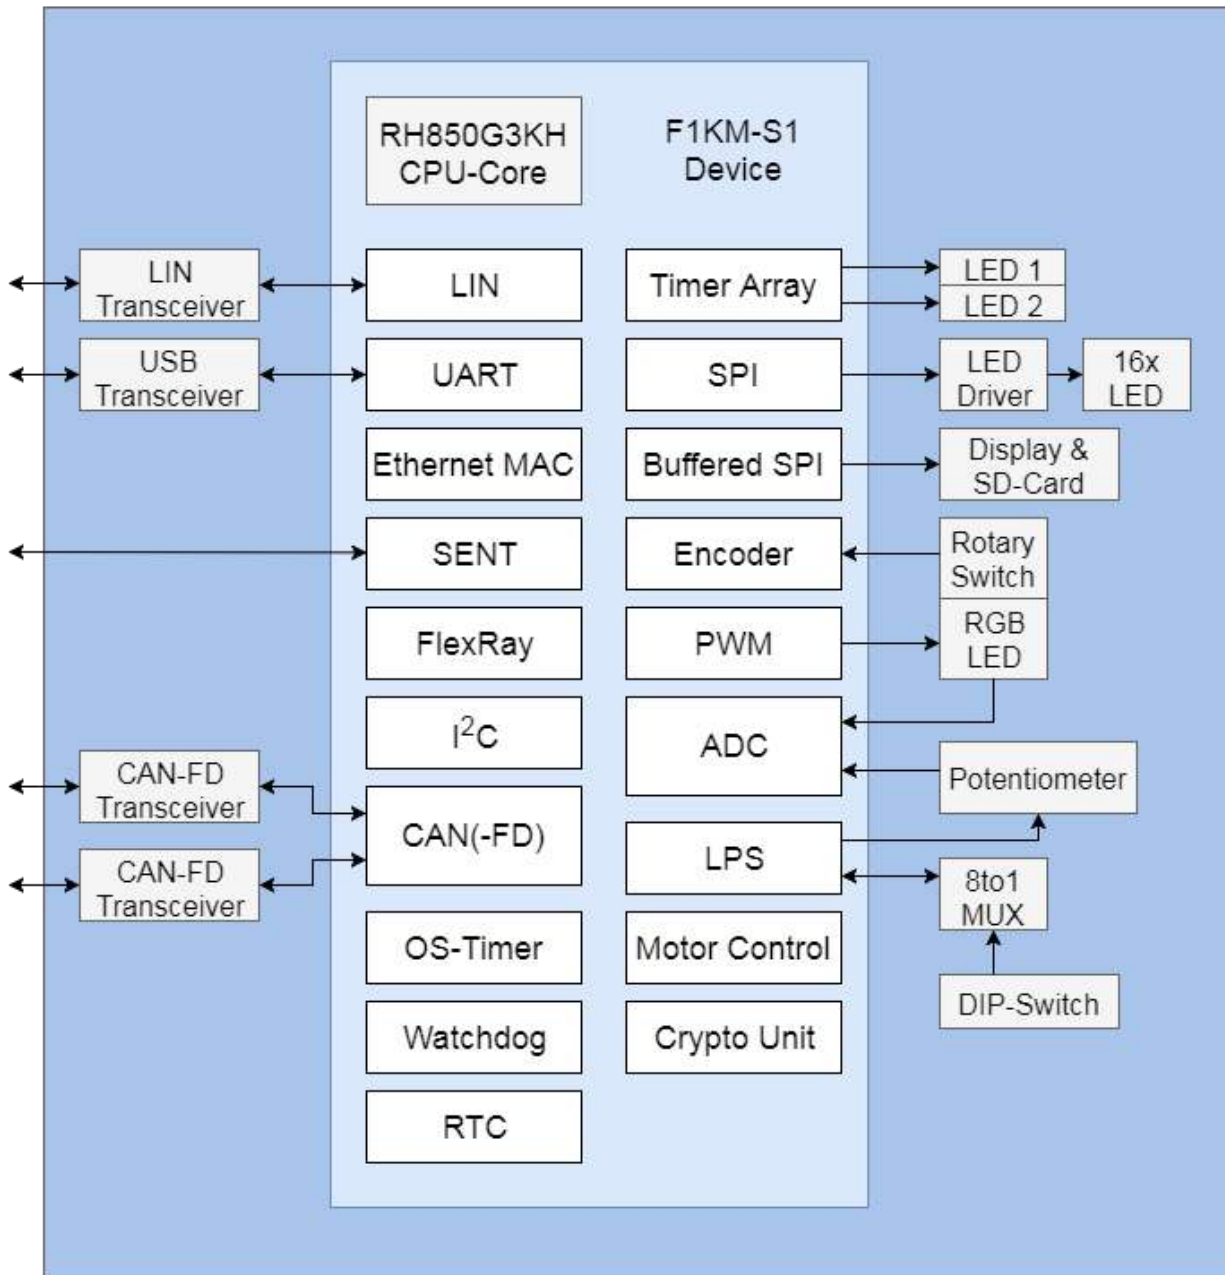 RH850G3KH
CPU-Core
F1KM-S1
Device
LIN
Transceiver
LIN
Timer Array
LED 1
LED 2
USB
Transceiver
UART
SPI
LED
Driver
16x
LED
Ethernet MAC
Buffered SPI
Display &
SD-Card
SENT
Encoder
Rotary
Switch
FlexRay
PWM
RGB
LED
I²C
ADC
CAN-FD
Transceiver
Potentiometer
CAN(-FD)
LPS
CAN-FD
Transceiver
8to1
MUX
OS-Timer
Motor Control
DIP-Switch
Watchdog
Crypto Unit
RTC